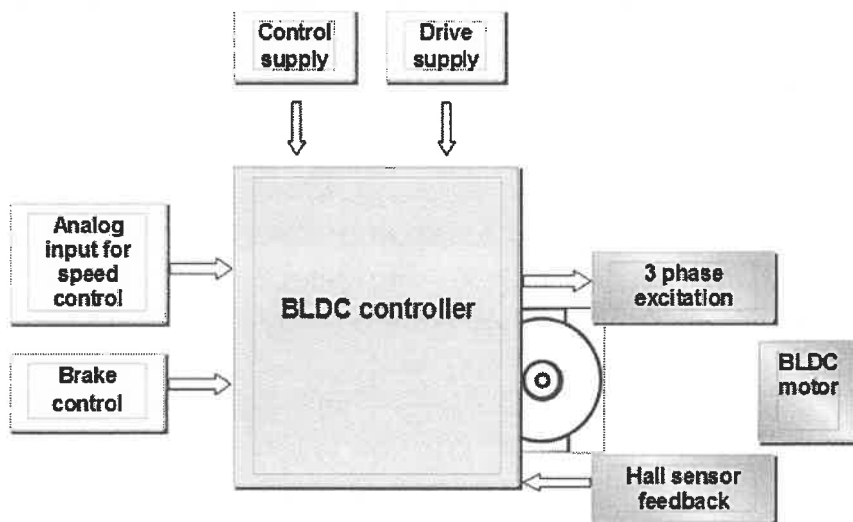 Control
supply
Drive
supply
Analog
input for
speed
control
BLDC controller
3 phase
excitation
Brake
control
BLDC
motor
Hall sensor
feedback